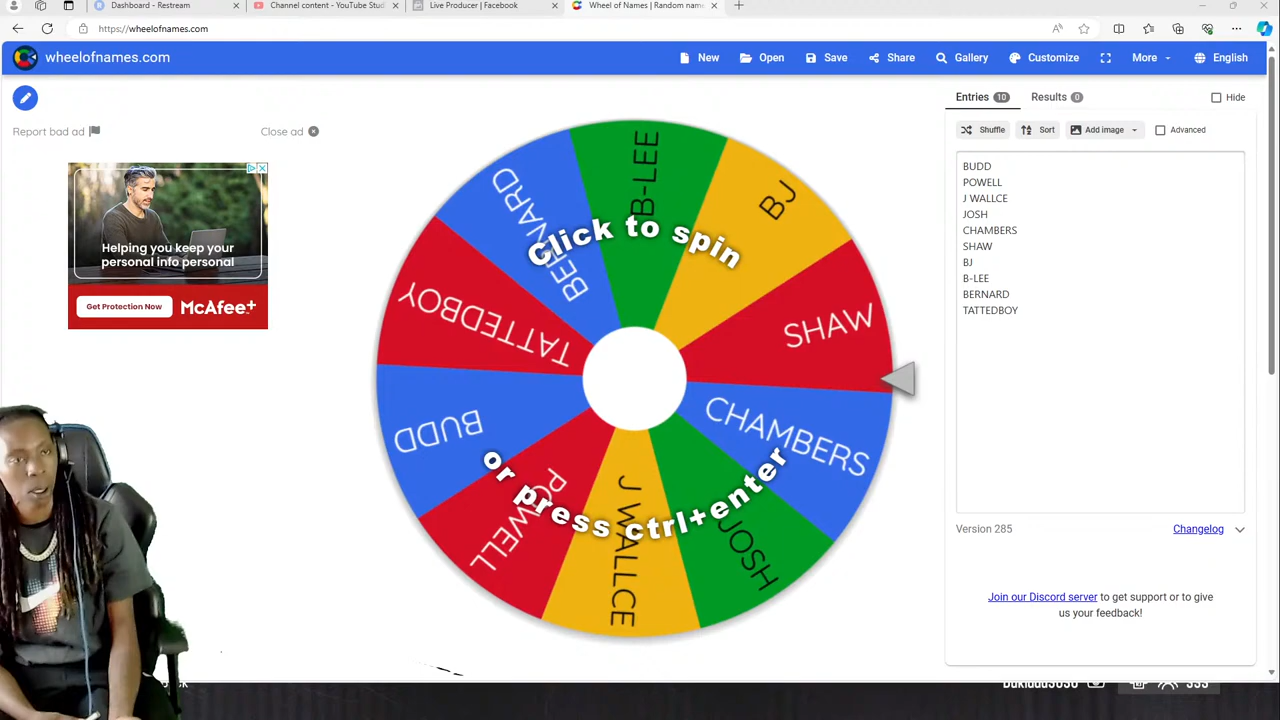 Dashboard - Restream
Channel content - YouTube Stud
Live Producer | Facebook
Wheel of Names | Random name
https://wheelofnames.com
wheelofnames.com
New
Open
Save
Share
Gallery
Customize
More
English
Report bad ad
Close ad
Helping you keep your
personal info personal
Get Protection Now
McAfee
B-LEE
BJ
SHAW
CHAMBERS
JOSH
J WALLCE
POWELL
BUDD
TATTEDBOY
BERNARD
Click to spin
or press ctrl+enter
Entries 10
Results 0
Hide
Shuffle
Sort
Add image
Advanced
BUDD
POWELL
J WALLCE
JOSH
CHAMBERS
SHAW
BJ
B-LEE
BERNARD
TATTEDBOY
Version 285
Changelog
Join our Discord server to get support or to give
us your feedback!